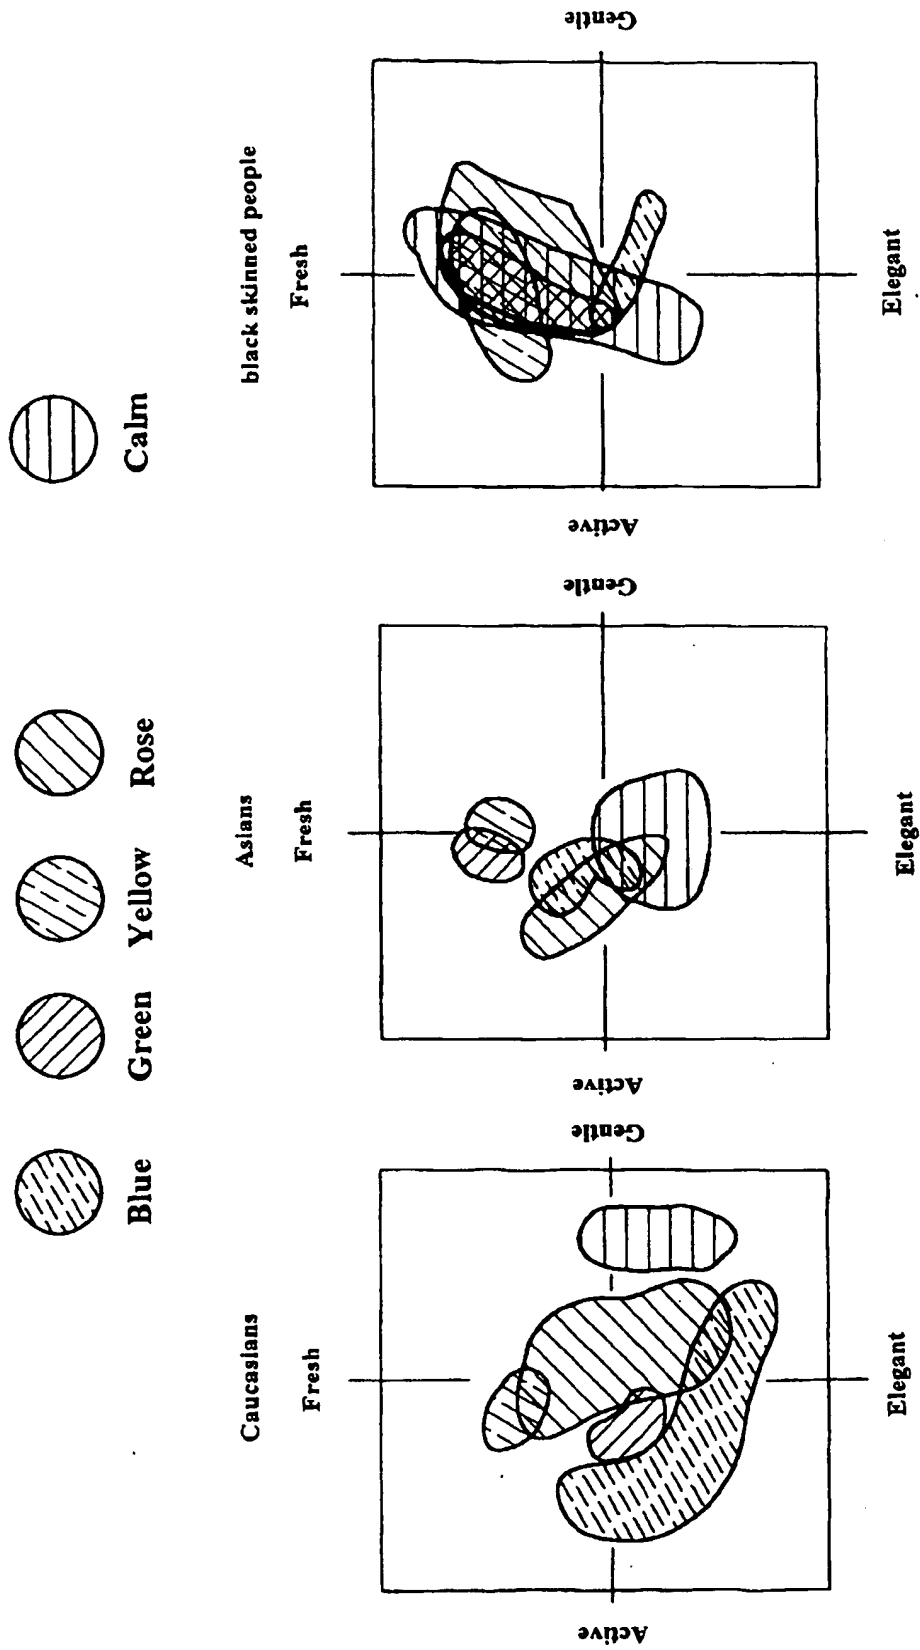 Blue
Green
Yellow
Rose
Calm
Caucasians
Fresh
Active
Gentle
Elegant
Asians
Fresh
Active
Gentle
Elegant
black skinned people
Fresh
Active
Gentle
Elegant